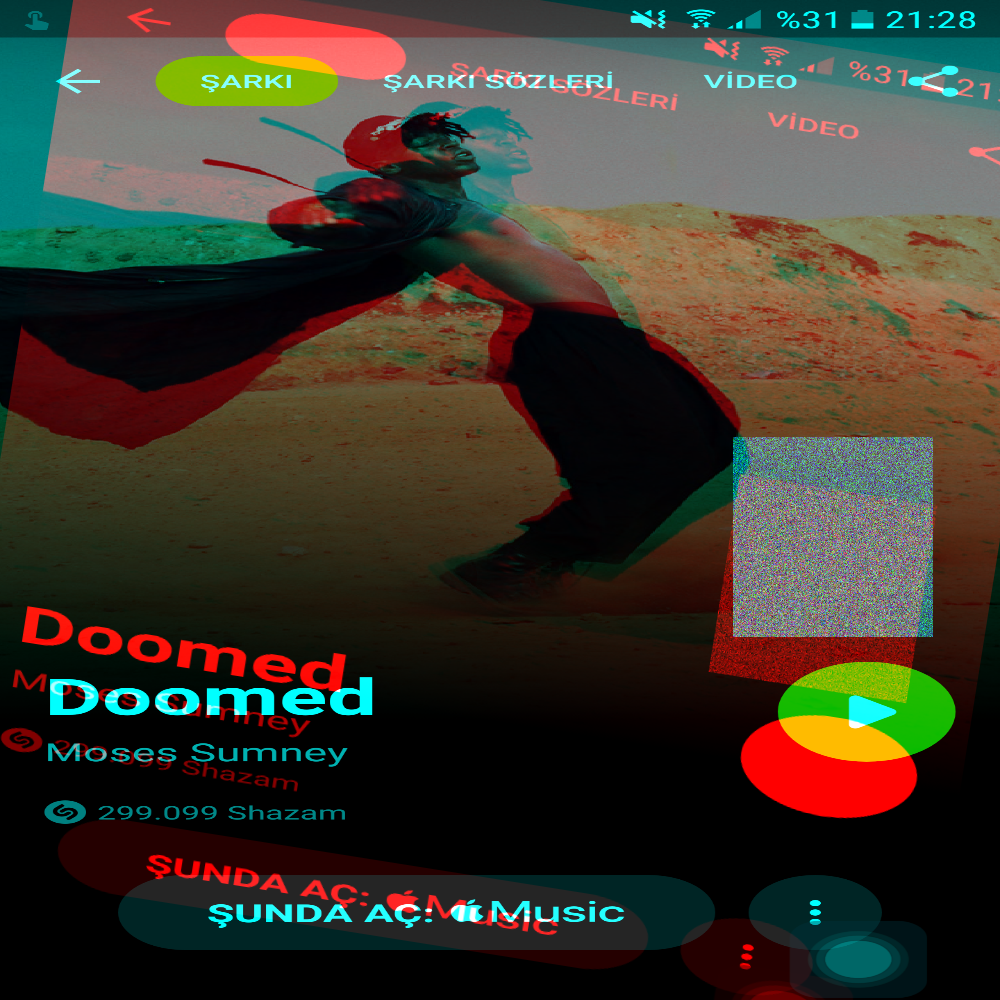 %31 21:28
ŞARKI ŞARKI SÖZLERİ VİDEO
Doomed
Moses Sumney
299.099 Shazam
ŞUNDA AÇ: Music